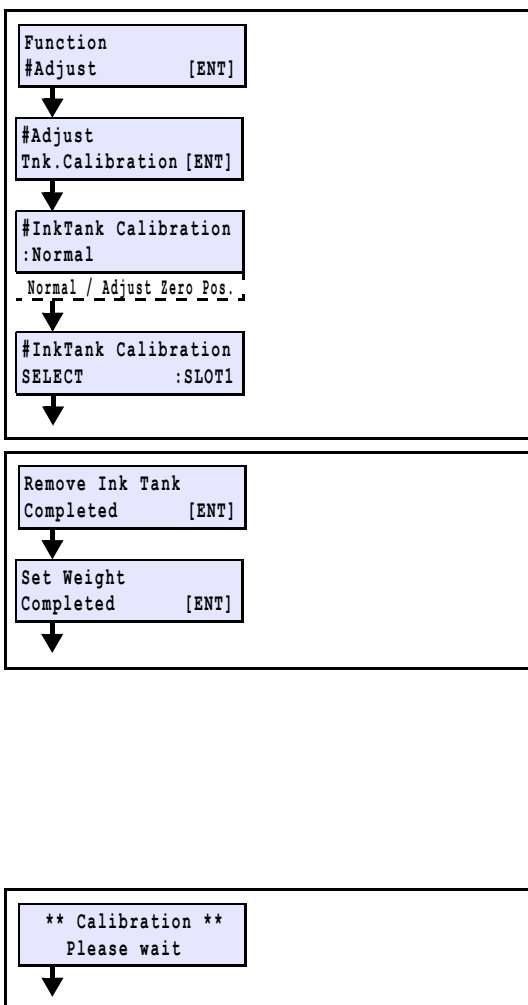 Function
#Adjust [ENT]
#Adjust
Tnk.Calibration [ENT]
#InkTank Calibration
:Normal
Normal / Adjust Zero Pos.
#InkTank Calibration
SELECT :SLOT1
Remove Ink Tank
Completed [ENT]
Set Weight
Completed [ENT]
** Calibration **
Please wait